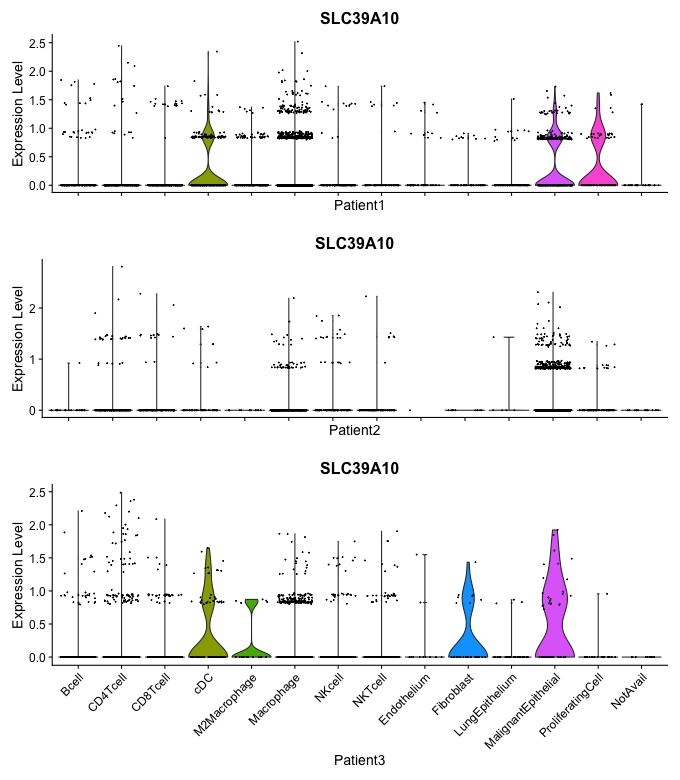 SLC39A10
Expression Level
2.5
2.0
1.5
1.0
0.5
0.0
Patient1
SLC39A10
Expression Level
2
1
0
Patient2
SLC39A10
Expression Level
2.5
2.0
1.5
1.0
0.5
0.0
Bcell
CD4Tcell
CD8Tcell
cDC
M2Macrophage
Macrophage
NKcell
NKTcell
Endothelium
Fibroblast
LungEpithelium
MalignantEpithelial
ProliferatingCell
NotAvail
Patient3